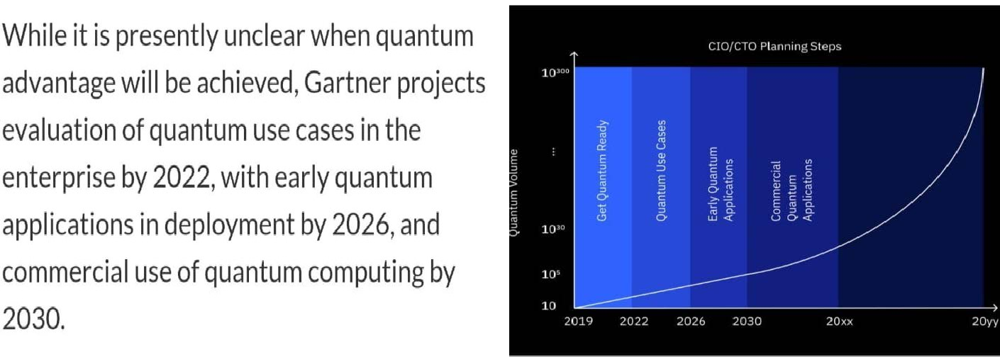 While it is presently unclear when quantum
advantage will be achieved, Gartner projects
evaluation of quantum use cases in the
enterprise by 2022, with early quantum
applications in deployment by 2026, and
commercial use of quantum computing by
2030.
CIO/CTO Planning Steps
Quantum Volume
10³⁰⁰
...
10³⁰
10⁵
10
Get Quantum Ready
Quantum Use Cases
Early Quantum
Applications
Commercial
Quantum
Applications
2019 2022 2026 2030 20xx 20yy